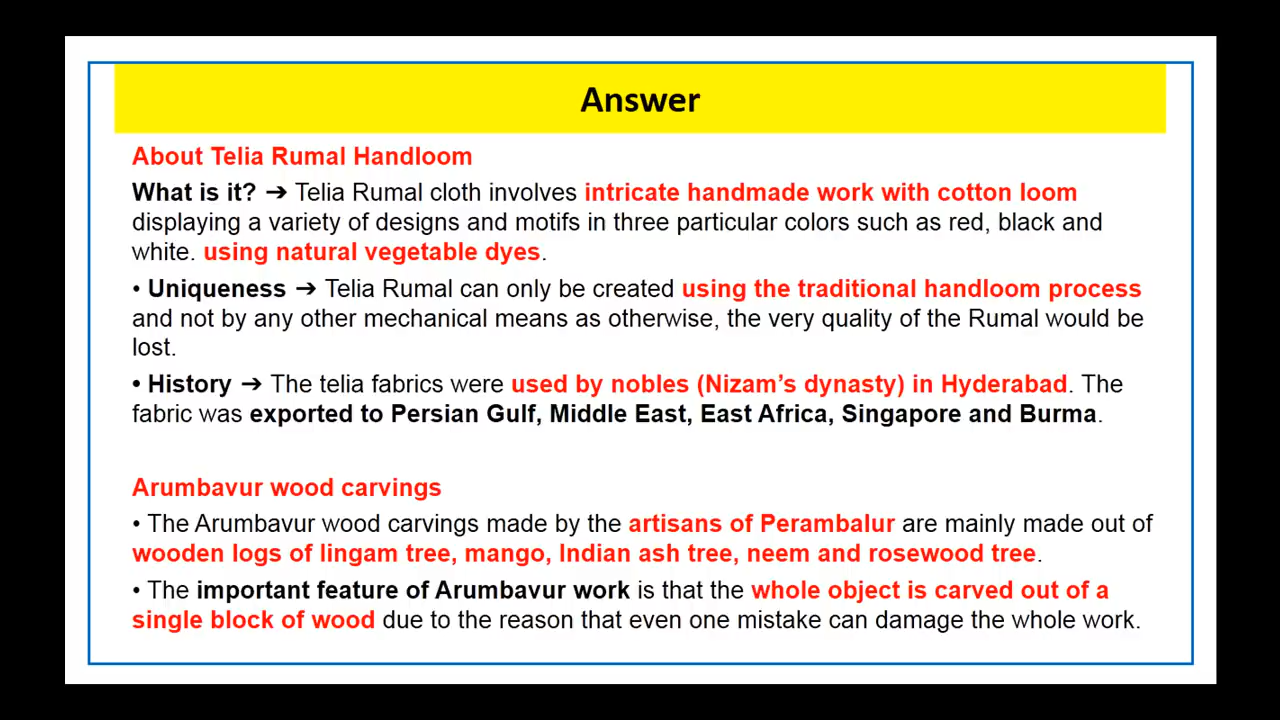 Answer
About Telia Rumal Handloom
What is it? ➔ Telia Rumal cloth involves intricate handmade work with cotton loom
displaying a variety of designs and motifs in three particular colors such as red, black and
white. using natural vegetable dyes.
• Uniqueness ➔ Telia Rumal can only be created using the traditional handloom process
and not by any other mechanical means as otherwise, the very quality of the Rumal would be
lost.
• History ➔ The telia fabrics were used by nobles (Nizam’s dynasty) in Hyderabad. The
fabric was exported to Persian Gulf, Middle East, East Africa, Singapore and Burma.
Arumbavur wood carvings
• The Arumbavur wood carvings made by the artisans of Perambalur are mainly made out of
wooden logs of lingam tree, mango, Indian ash tree, neem and rosewood tree.
• The important feature of Arumbavur work is that the whole object is carved out of a
single block of wood due to the reason that even one mistake can damage the whole work.